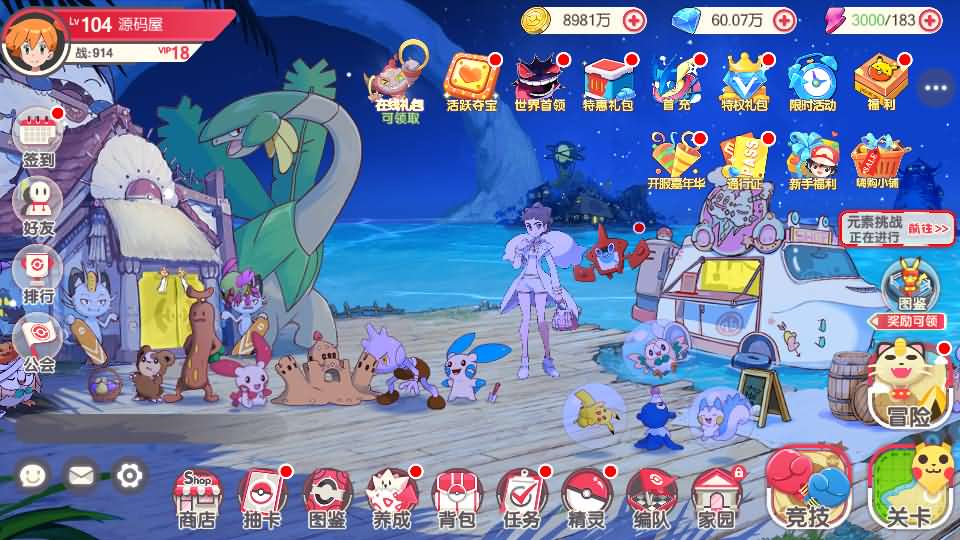 Lv 104 源码屋
战:914 VIP18
8981万
60.07万
3000/183
在线礼包
可领取
活跃夺宝
世界首领
特惠礼包
首充
特权礼包
限时活动
福利
开服嘉年华
PASS
通行证
新手福利
SALE
嗨购小铺
签到
好友
排行
公会
元素挑战
正在进行
前往>>
图鉴
奖励可领
冒险
Shop
商店
抽卡
图鉴
养成
背包
任务
精灵
编队
家园
竞技
关卡